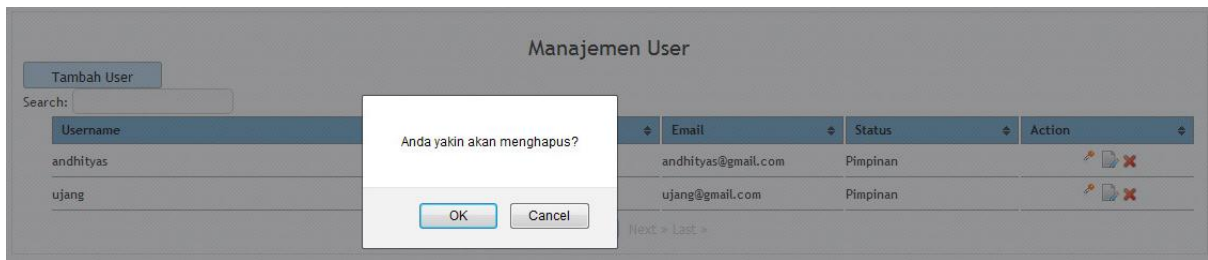 Manajemen User
Tambah User
Search:
Username Email Status Action
Anda yakin akan menghapus?
andhityas andhityas@gmail.com Pimpinan
ujang ujang@gmail.com Pimpinan
OK Cancel
Next » Last »